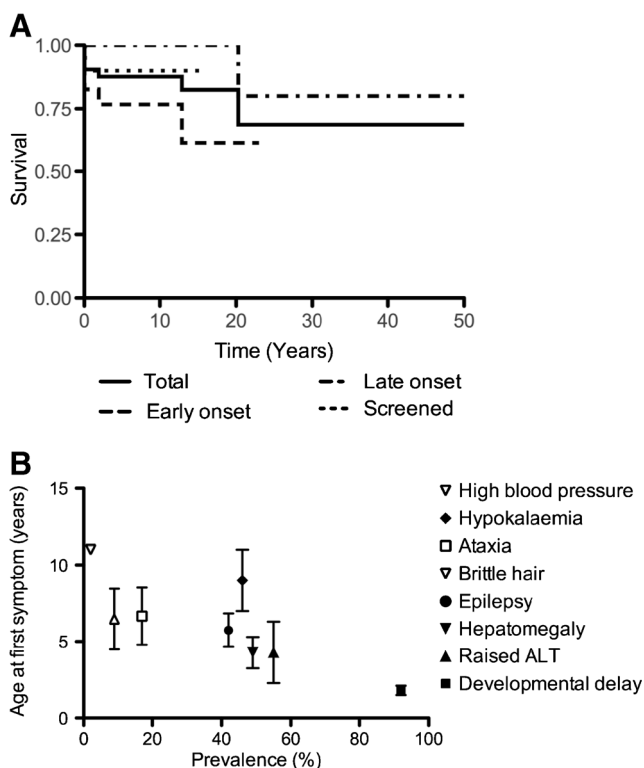 A
1.00
0.75
0.50
0.25
0.00
Survival
0 10 20 30 40 50
Time (Years)
Total
Late onset
Early onset
Screened
B
15
10
5
0
Age at first symptom (years)
0 20 40 60 80 100
Prevalence (%)
High blood pressure
Hypokalaemia
Ataxia
Brittle hair
Epilepsy
Hepatomegaly
Raised ALT
Developmental delay